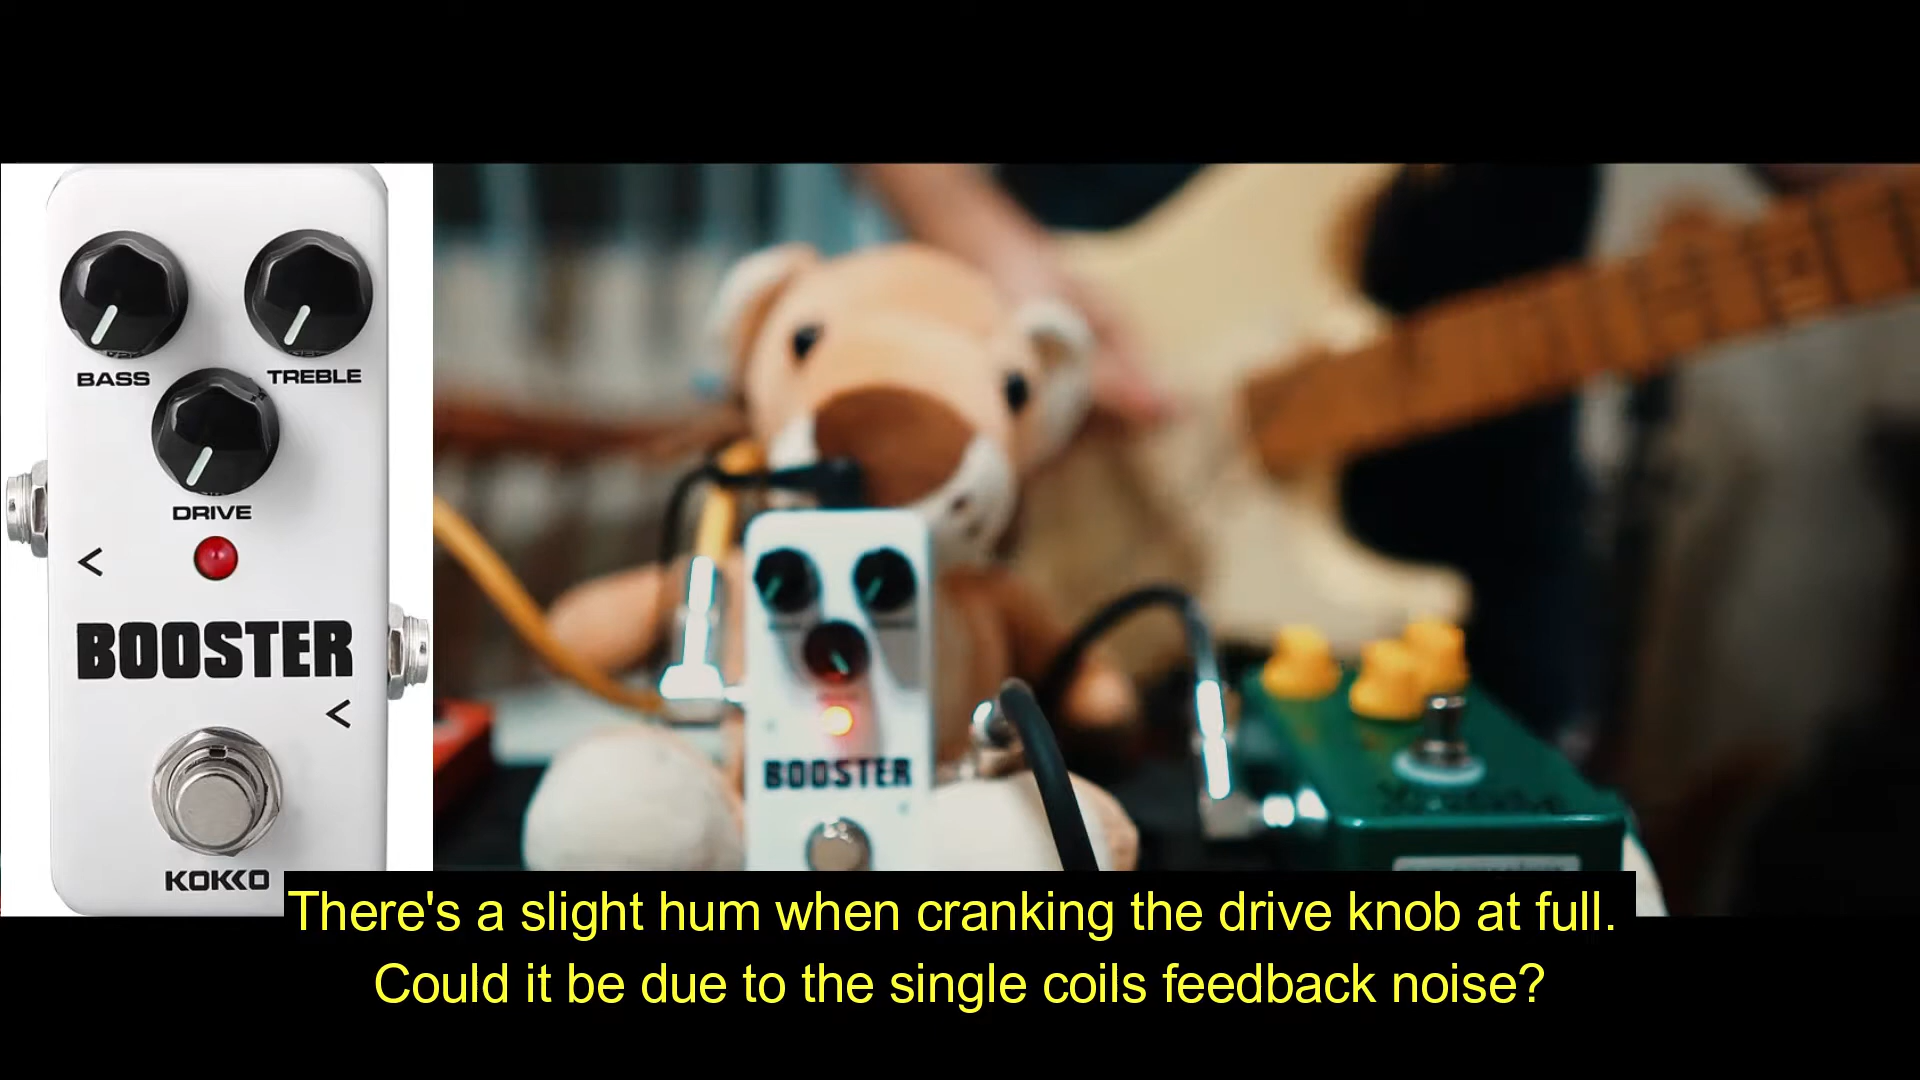 BASS
TREBLE
DRIVE
<
BOOSTER
<
KOKKO
BOOSTER
There's a slight hum when cranking the drive knob at full.
Could it be due to the single coils feedback noise?